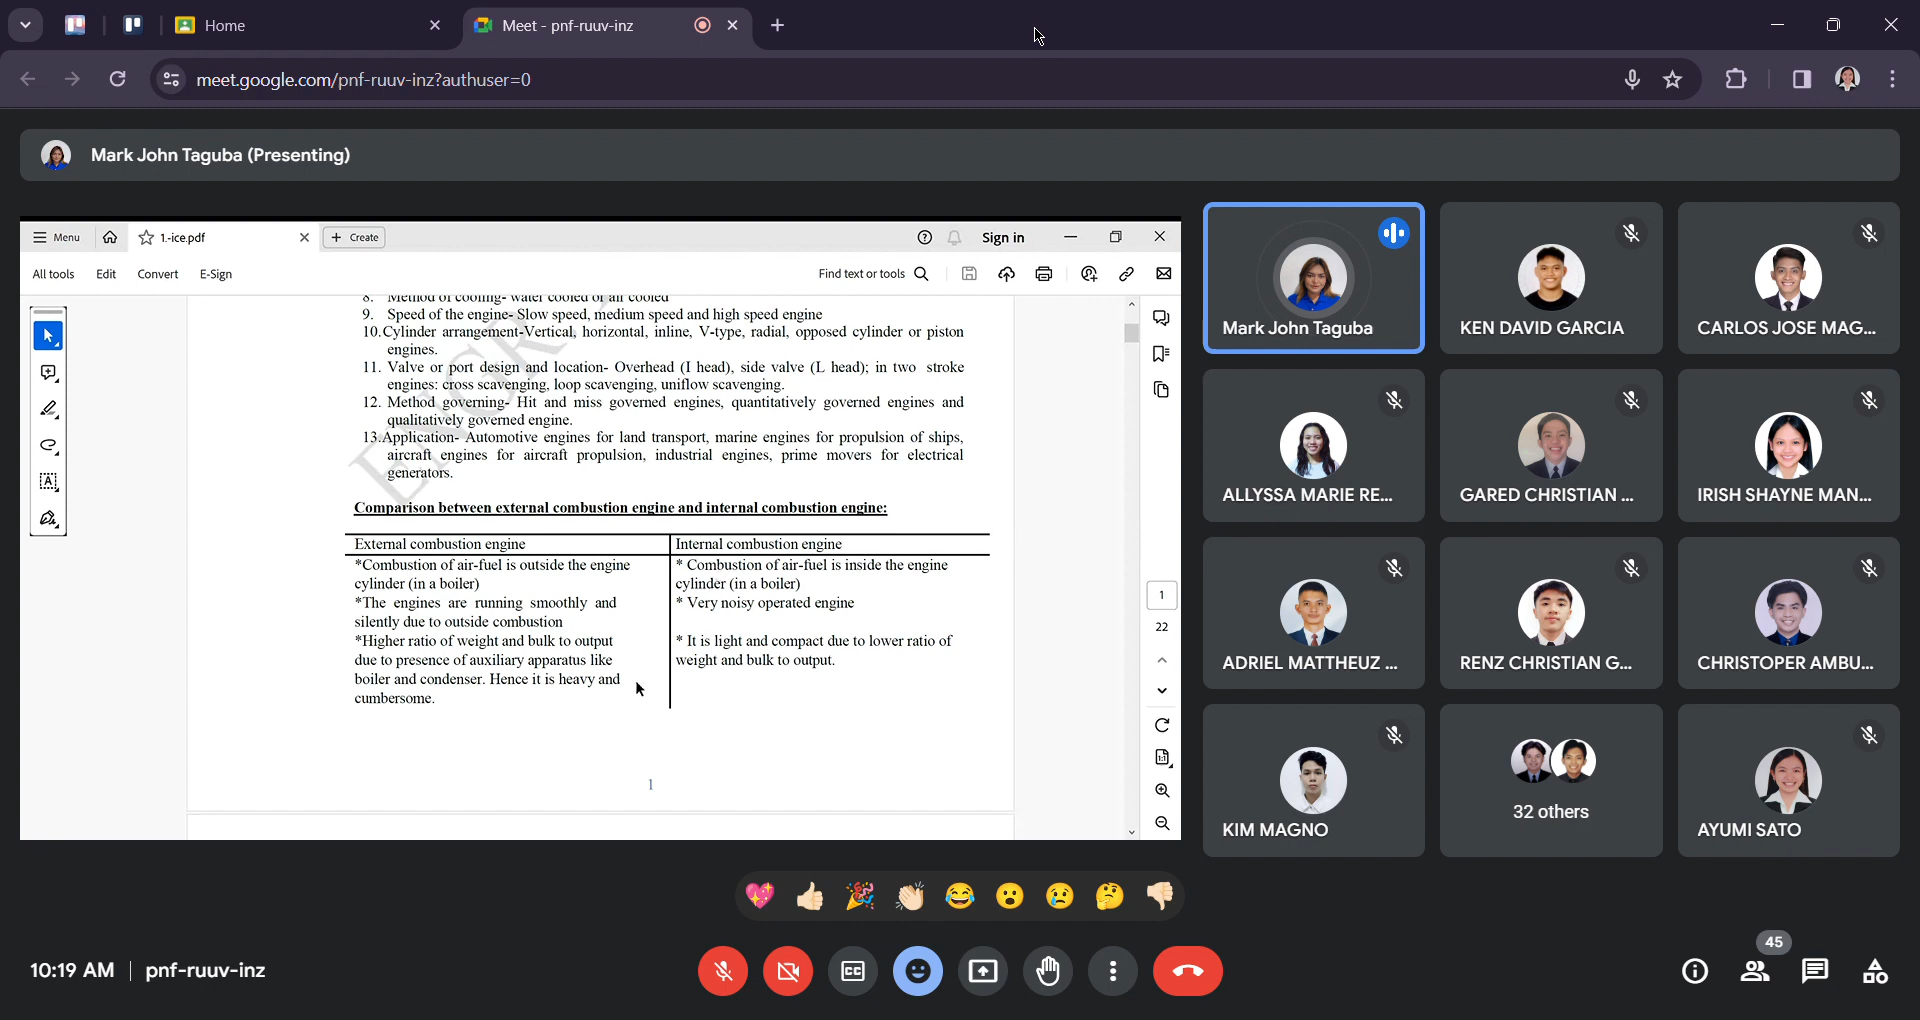 Home
Meet - pnf-ruuv-inz
meet.google.com/pnf-ruuv-inz?authuser=0
Mark John Taguba (Presenting)
Menu
1.-ice.pdf
+ Create
Sign in
All tools
Edit
Convert
E-Sign
Find text or tools
8. Method of cooling- water cooled or air cooled
9. Speed of the engine- Slow speed, medium speed and high speed engine
10.Cylinder arrangement-Vertical, horizontal, inline, V-type, radial, opposed cylinder or piston
engines.
11. Valve or port design and location- Overhead (I head), side valve (L head); in two stroke
engines: cross scavenging, loop scavenging, uniflow scavenging.
12. Method governing- Hit and miss governed engines, quantitatively governed engines and
qualitatively governed engine.
13.Application- Automotive engines for land transport, marine engines for propulsion of ships,
aircraft engines for aircraft propulsion, industrial engines, prime movers for electrical
generators.
ENGR.
Comparison between external combustion engine and internal combustion engine:
External combustion engine
*Combustion of air-fuel is outside the engine
cylinder (in a boiler)
*The engines are running smoothly and
silently due to outside combustion
*Higher ratio of weight and bulk to output
due to presence of auxiliary apparatus like
boiler and condenser. Hence it is heavy and
cumbersome.
Internal combustion engine
* Combustion of air-fuel is inside the engine
cylinder (in a boiler)
* Very noisy operated engine
* It is light and compact due to lower ratio of
weight and bulk to output.
1
1
22
Mark John Taguba
KEN DAVID GARCIA
CARLOS JOSE MAG...
ALLYSSA MARIE RE...
GARED CHRISTIAN ...
IRISH SHAYNE MAN...
ADRIEL MATTHEUZ ...
RENZ CHRISTIAN G...
CHRISTOPER AMBU...
KIM MAGNO
32 others
AYUMI SATO
10:19 AM | pnf-ruuv-inz
CC
45